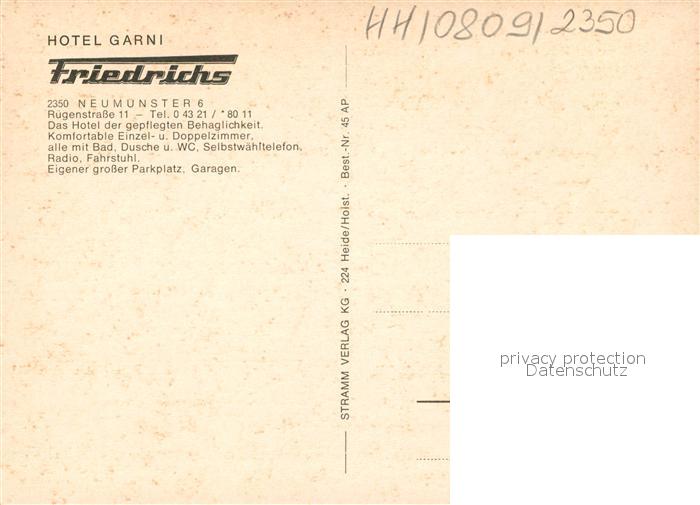 HH/0809/2350
HOTEL GARNI
Friedrichs
2350 NEUMÜNSTER 6
Rügenstraße 11 – Tel. 0 43 21 / *80 11
Das Hotel der gepflegten Behaglichkeit.
Komfortable Einzel- u. Doppelzimmer,
alle mit Bad, Dusche u. WC, Selbstwähltelefon,
Radio, Fahrstuhl.
Eigener großer Parkplatz, Garagen.
STRAMM VERLAG KG · 224 Heide/Holst. · Best.-Nr. 45 AP
privacy protection
Datenschutz